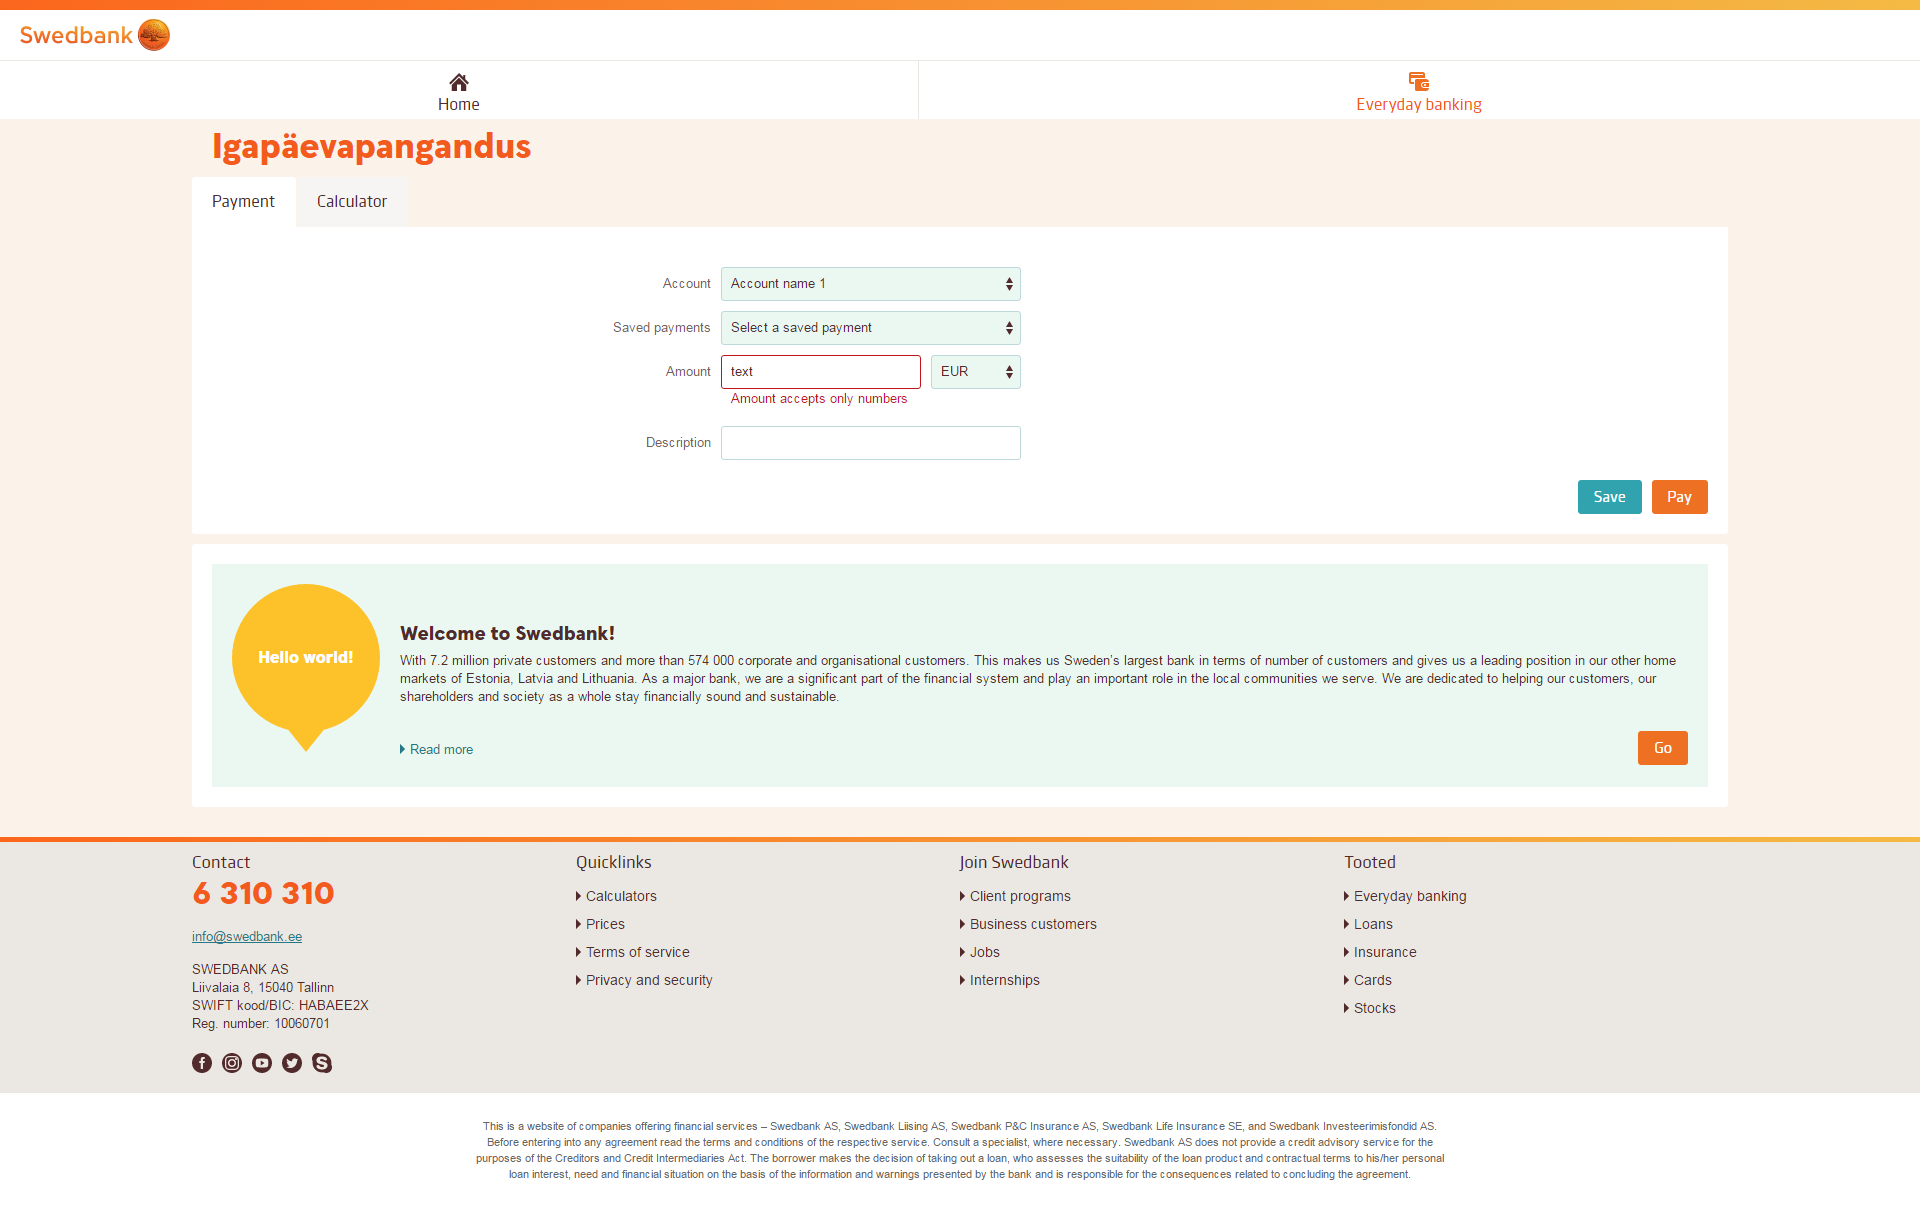 Swedbank
Home
Everyday banking
Igapäevapangandus
Payment
Calculator
Account
Account name 1
Saved payments
Select a saved payment
Amount
text
EUR
Amount accepts only numbers
Description
Save
Pay
Hello world!
Welcome to Swedbank!
With 7.2 million private customers and more than 574 000 corporate and organisational customers. This makes us Sweden’s largest bank in terms of number of customers and gives us a leading position in our other home
markets of Estonia, Latvia and Lithuania. As a major bank, we are a significant part of the financial system and play an important role in the local communities we serve. We are dedicated to helping our customers, our
shareholders and society as a whole stay financially sound and sustainable.
Read more
Go
Contact
6 310 310
info@swedbank.ee
SWEDBANK AS
Liivalaia 8, 15040 Tallinn
SWIFT kood/BIC: HABAEE2X
Reg. number: 10060701
Quicklinks
Calculators
Prices
Terms of service
Privacy and security
Join Swedbank
Client programs
Business customers
Jobs
Internships
Tooted
Everyday banking
Loans
Insurance
Cards
Stocks
This is a website of companies offering financial services – Swedbank AS, Swedbank Liising AS, Swedbank P&C Insurance AS, Swedbank Life Insurance SE, and Swedbank Investeerimisfondid AS.
Before entering into any agreement read the terms and conditions of the respective service. Consult a specialist, where necessary. Swedbank AS does not provide a credit advisory service for the
purposes of the Creditors and Credit Intermediaries Act. The borrower makes the decision of taking out a loan, who assesses the suitability of the loan product and contractual terms to his/her personal
loan interest, need and financial situation on the basis of the information and warnings presented by the bank and is responsible for the consequences related to concluding the agreement.